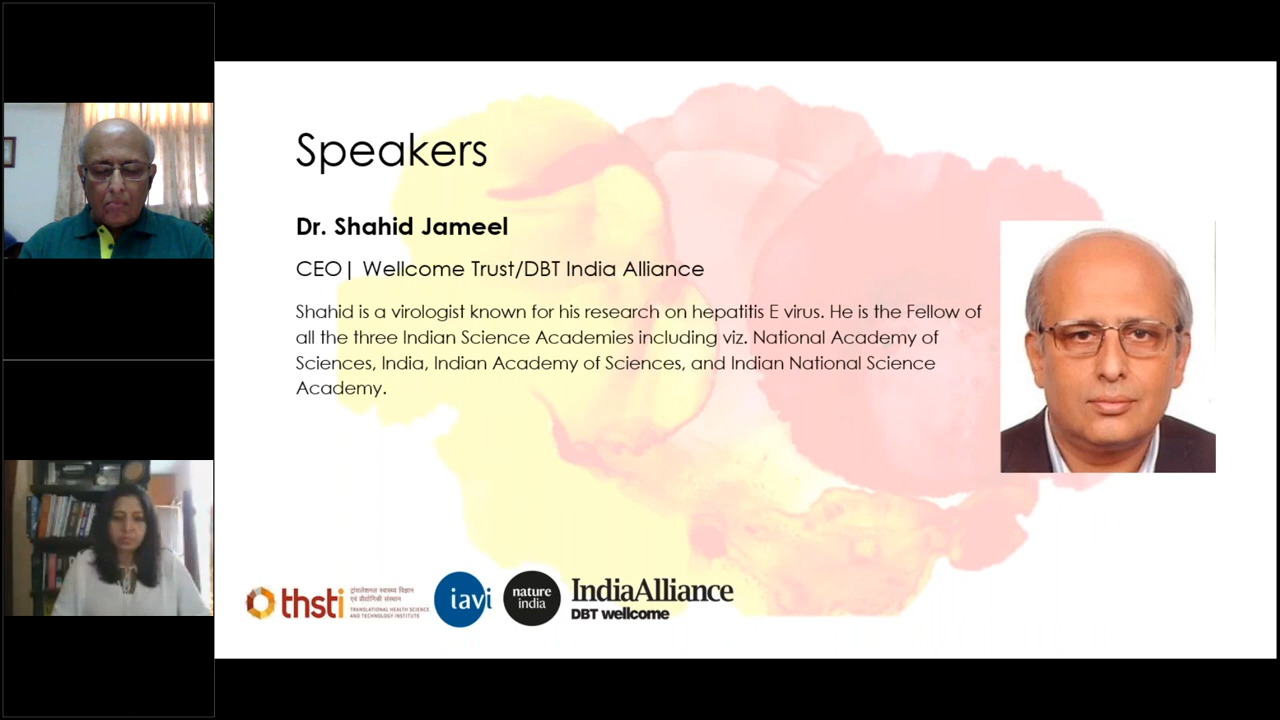 Speakers
Dr. Shahid Jameel
CEO| Wellcome Trust/DBT India Alliance
Shahid is a virologist known for his research on hepatitis E virus. He is the Fellow of
all the three Indian Science Academies including viz. National Academy of
Sciences, India, Indian Academy of Sciences, and Indian National Science
Academy.
thsti
ट्रांसलेशनल स्वास्थ्य विज्ञान
एवं प्रौद्योगिकी संस्थान
TRANSLATIONAL HEALTH SCIENCE
AND TECHNOLOGY INSTITUTE
iavi
nature
india
IndiaAlliance
DBT wellcome